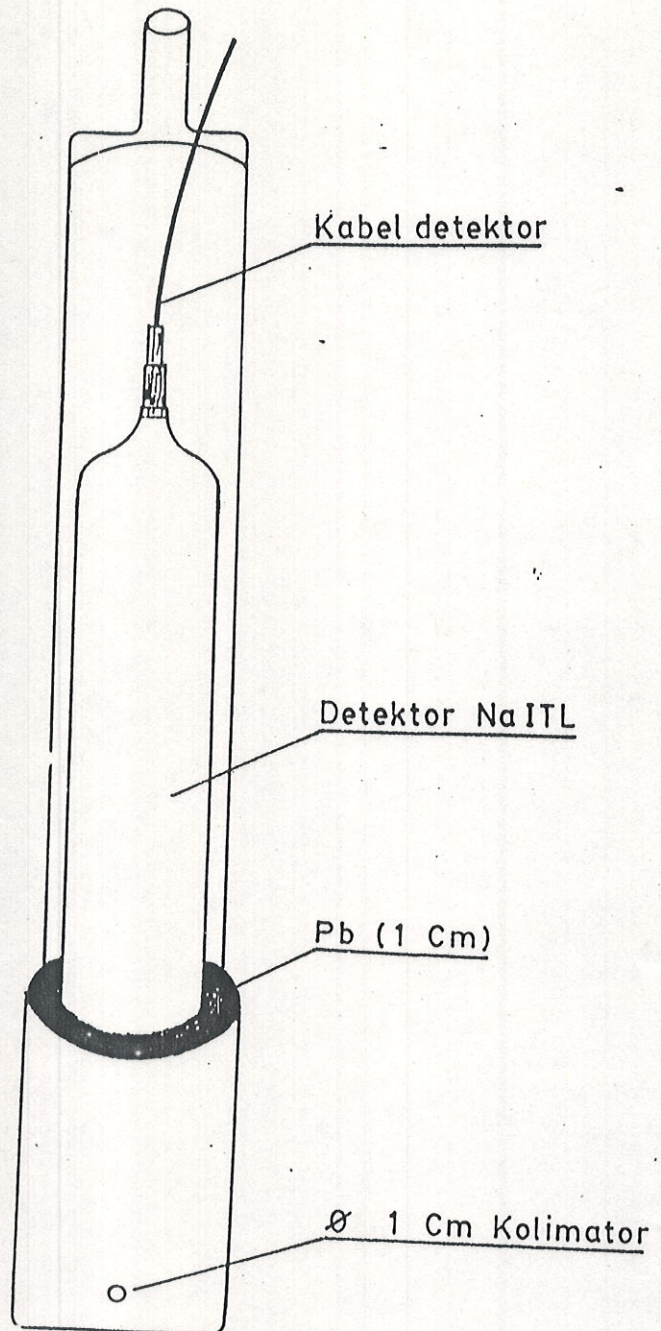 Kabel detektor
Detektor NaITL
Pb (1 Cm)
Ø 1 Cm Kolimator